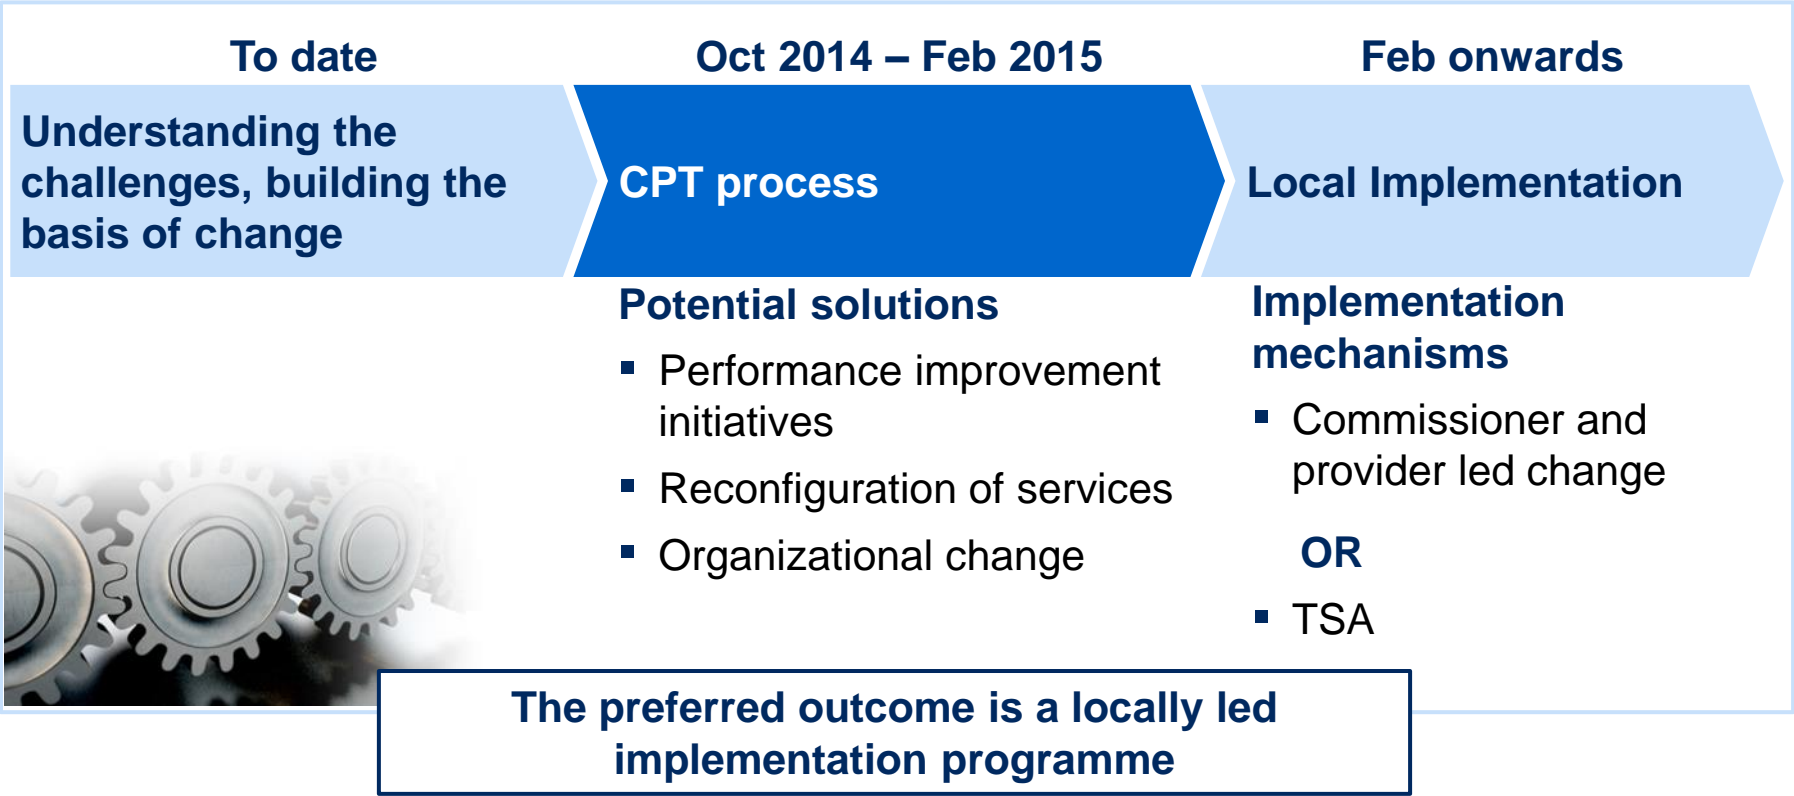 To date
Understanding the
challenges, building the
basis of change
Oct 2014 – Feb 2015
CPT process
Potential solutions
▪ Performance improvement
initiatives
▪ Reconfiguration of services
▪ Organizational change
Feb onwards
Local Implementation
Implementation
mechanisms
▪ Commissioner and
provider led change
OR
▪ TSA
The preferred outcome is a locally led
implementation programme